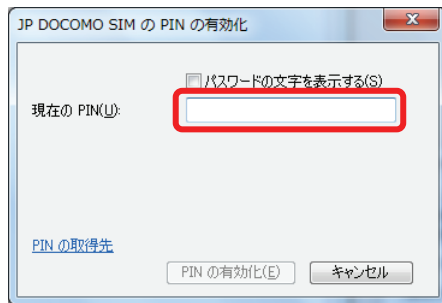 JP DOCOMO SIM の PIN の有効化
パスワードの文字を表示する(S)
現在の PIN(U):
PIN の取得先
PIN の有効化(E) キャンセル